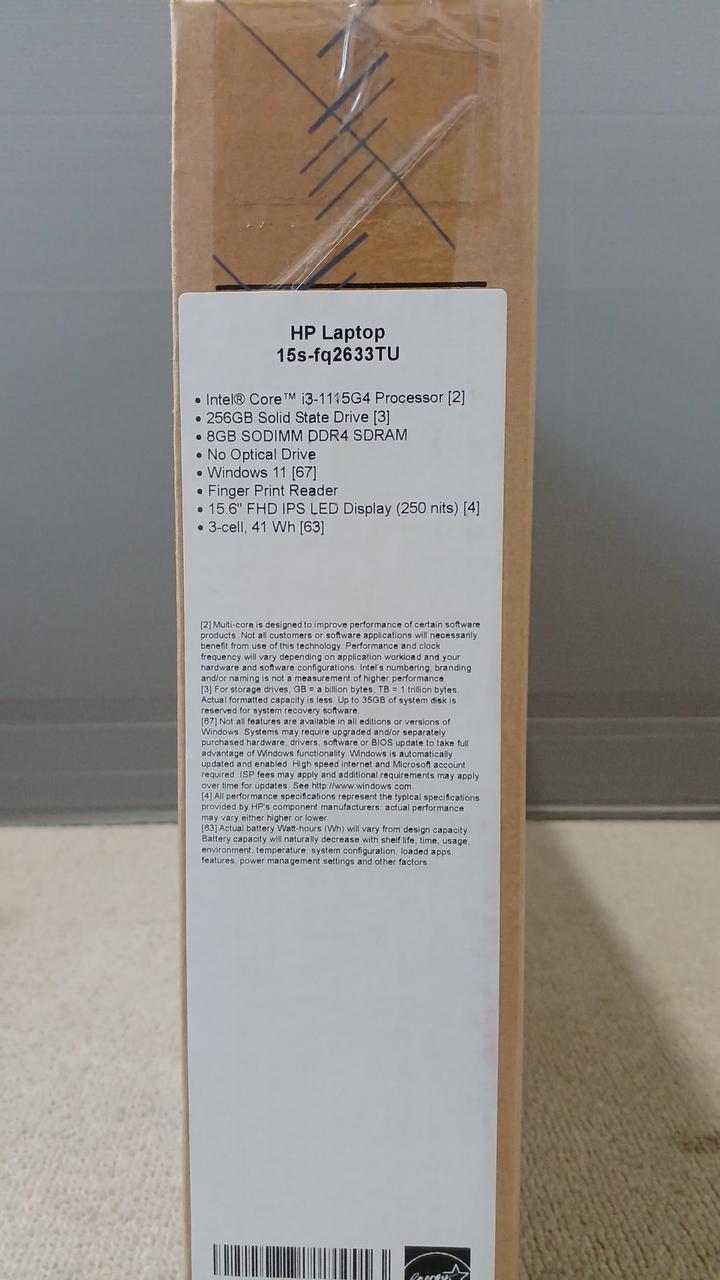 HP Laptop
15s-fq2633TU
• Intel® Core™ i3-1115G4 Processor [2]
• 256GB Solid State Drive [3]
• 8GB SODIMM DDR4 SDRAM
• No Optical Drive
• Windows 11 [67]
• Finger Print Reader
• 15.6" FHD IPS LED Display (250 nits) [4]
• 3-cell, 41 Wh [63]
[2] Multi-core is designed to improve performance of certain software
products. Not all customers or software applications will necessarily
benefit from use of this technology. Performance and clock
frequency will vary depending on application workload and your
hardware and software configurations. Intel's numbering, branding
and/or naming is not a measurement of higher performance
[3] For storage drives, GB = a billion bytes, TB = 1 trillion bytes.
Actual formatted capacity is less. Up to 35GB of system disk is
reserved for system recovery software.
[67] Not all features are available in all editions or versions of
Windows. Systems may require upgraded and/or separately
purchased hardware, drivers, software or BIOS update to take full
advantage of Windows functionality. Windows is automatically
updated and enabled. High speed internet and Microsoft account
required. ISP fees may apply and additional requirements may apply
over time for updates. See http://www.windows.com.
[4] All performance specifications represent the typical specifications
provided by HP's component manufacturers; actual performance
may vary either higher or lower.
[63] Actual battery Watt-hours (Wh) will vary from design capacity.
Battery capacity will naturally decrease with shelf life, time, usage,
environment, temperature, system configuration, loaded apps,
features, power management settings and other factors.
energy